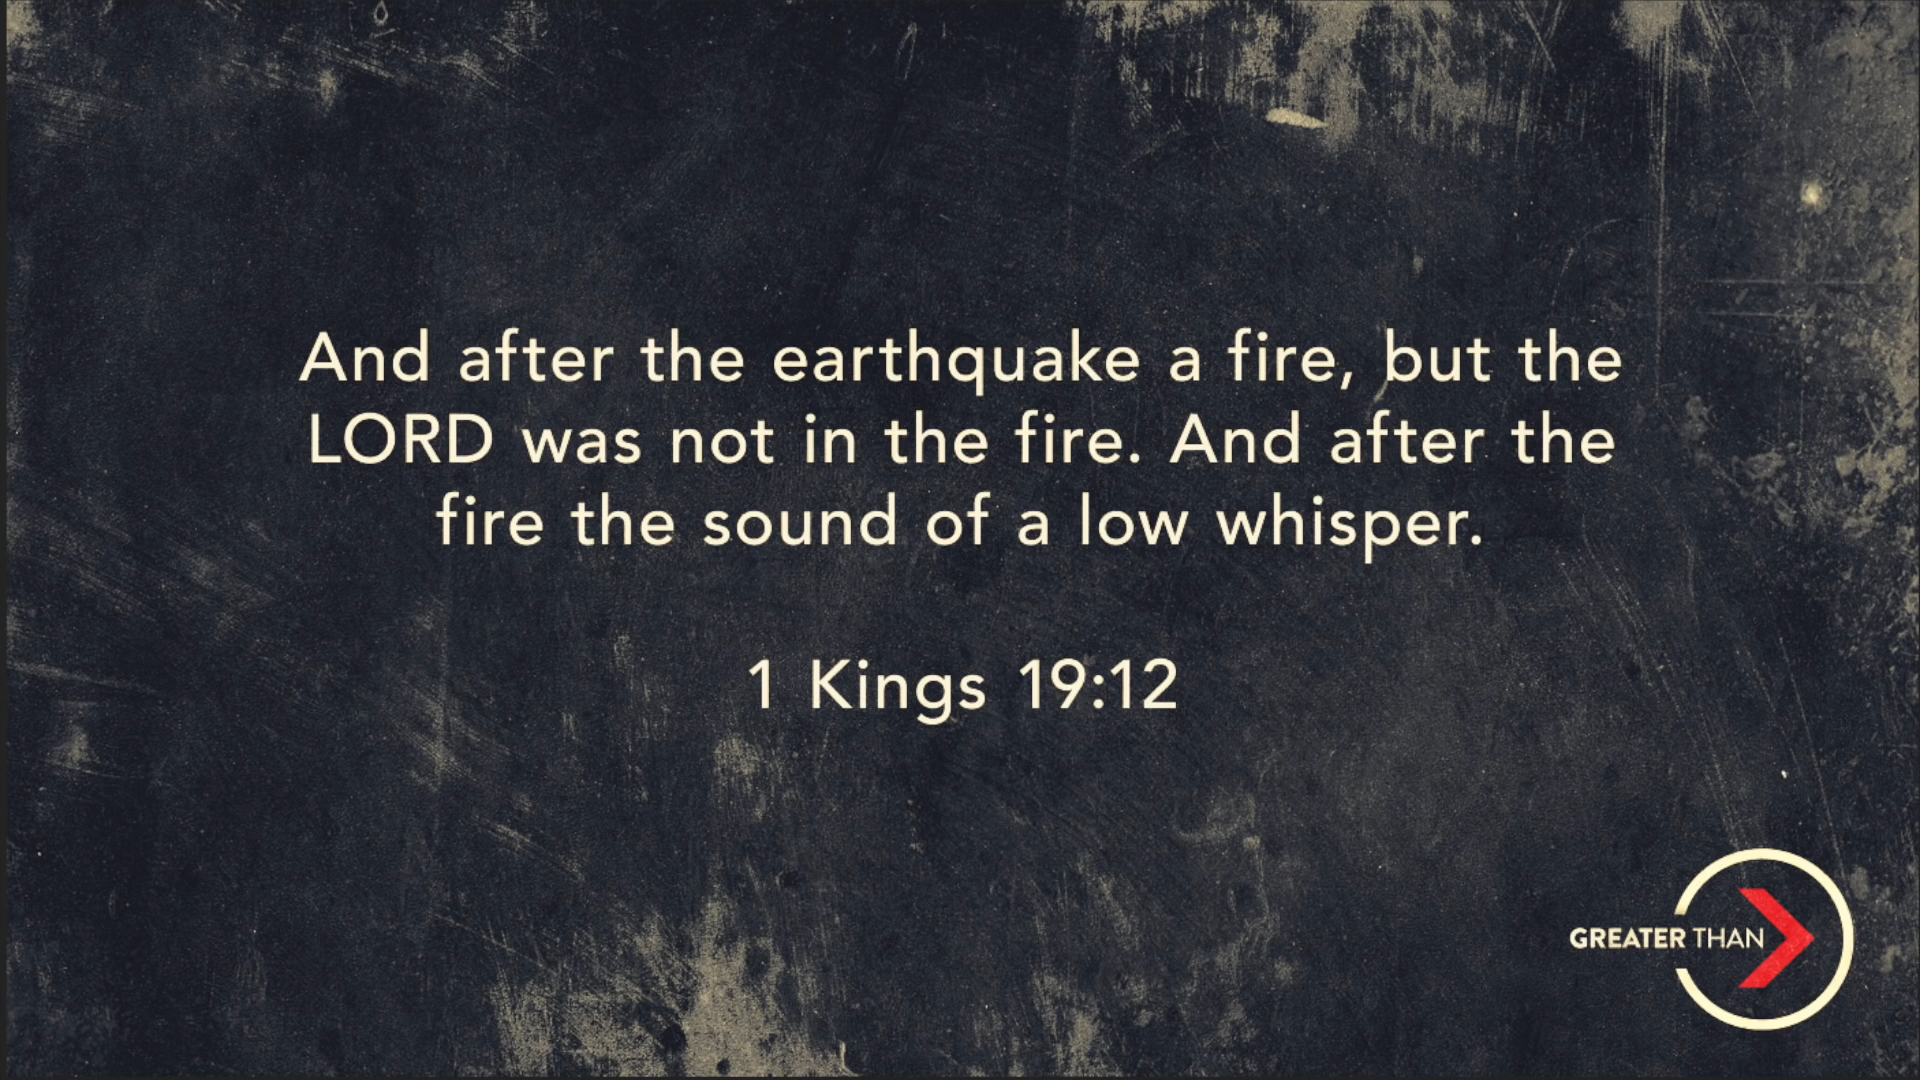 And after the earthquake a fire, but the
LORD was not in the fire. And after the
fire the sound of a low whisper.
1 Kings 19:12
GREATER THAN